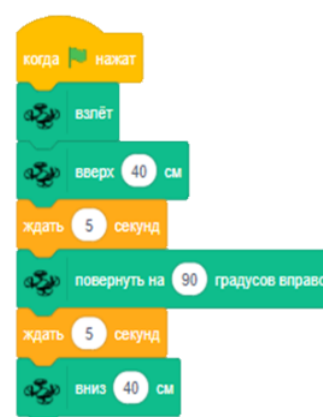 когда нажат
взлёт
вверх 40 см
ждать 5 секунд
повернуть на 90 градусов вправо
ждать 5 секунд
вниз 40 см